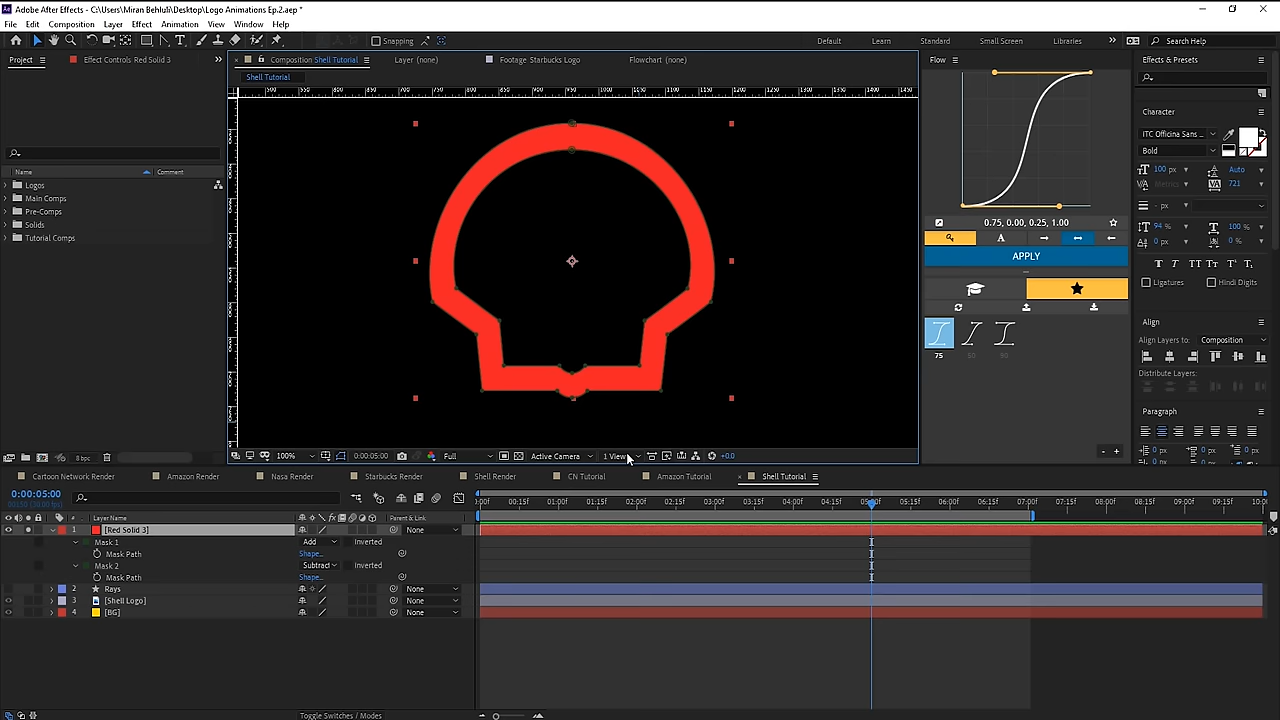 Adobe After Effects - C:\Users\Miran Behluli\Desktop\Logo Animations Ep.2.aep *
File Edit Composition Layer Effect Animation View Window Help
Snapping
Default Learn Standard Small Screen Libraries Search Help
Project Effect Controls Red Solid 3
Composition Shell Tutorial Layer (none) Footage Starbucks Logo Flowchart (none)
Flow
Effects & Presets
Shell Tutorial
Character
ITC Officina Sans ...
Bold
100 px Auto
Metrics 721
- px
94 % 100 %
0 px 0 %
Ligatures Hindi Digits
Name Comment
Logos
Main Comps
Pre-Comps
Solids
Tutorial Comps
0.75, 0.00, 0.25, 1.00
A
APPLY
75
Align
Align Layers to: Composition
Distribute Layers:
Paragraph
0 px 0 px
8 bpc
100% 0:00:05:00 Full Active Camera 1 View +0.0
Cartoon Network Render Amazon Render Nasa Render Starbucks Render Shell Render CN Tutorial Amazon Tutorial Shell Tutorial
0:00:05:00
:00f 00:15f 01:00f 01:15f 02:00f 02:15f 03:00f 03:15f 04:00f 04:15f 05:15f 06:00f 06:15f 07:00f 07:15f 08:00f 08:15f 09:00f 09:15f
# Layer Name Parent & Link
1 [Red Solid 3] None
Mask 1 Add Inverted
Mask Path Shape...
Mask 2 Subtract Inverted
Mask Path Shape...
2 Rays None
3 [Shell Logo] None
4 [BG] None
Toggle Switches / Modes